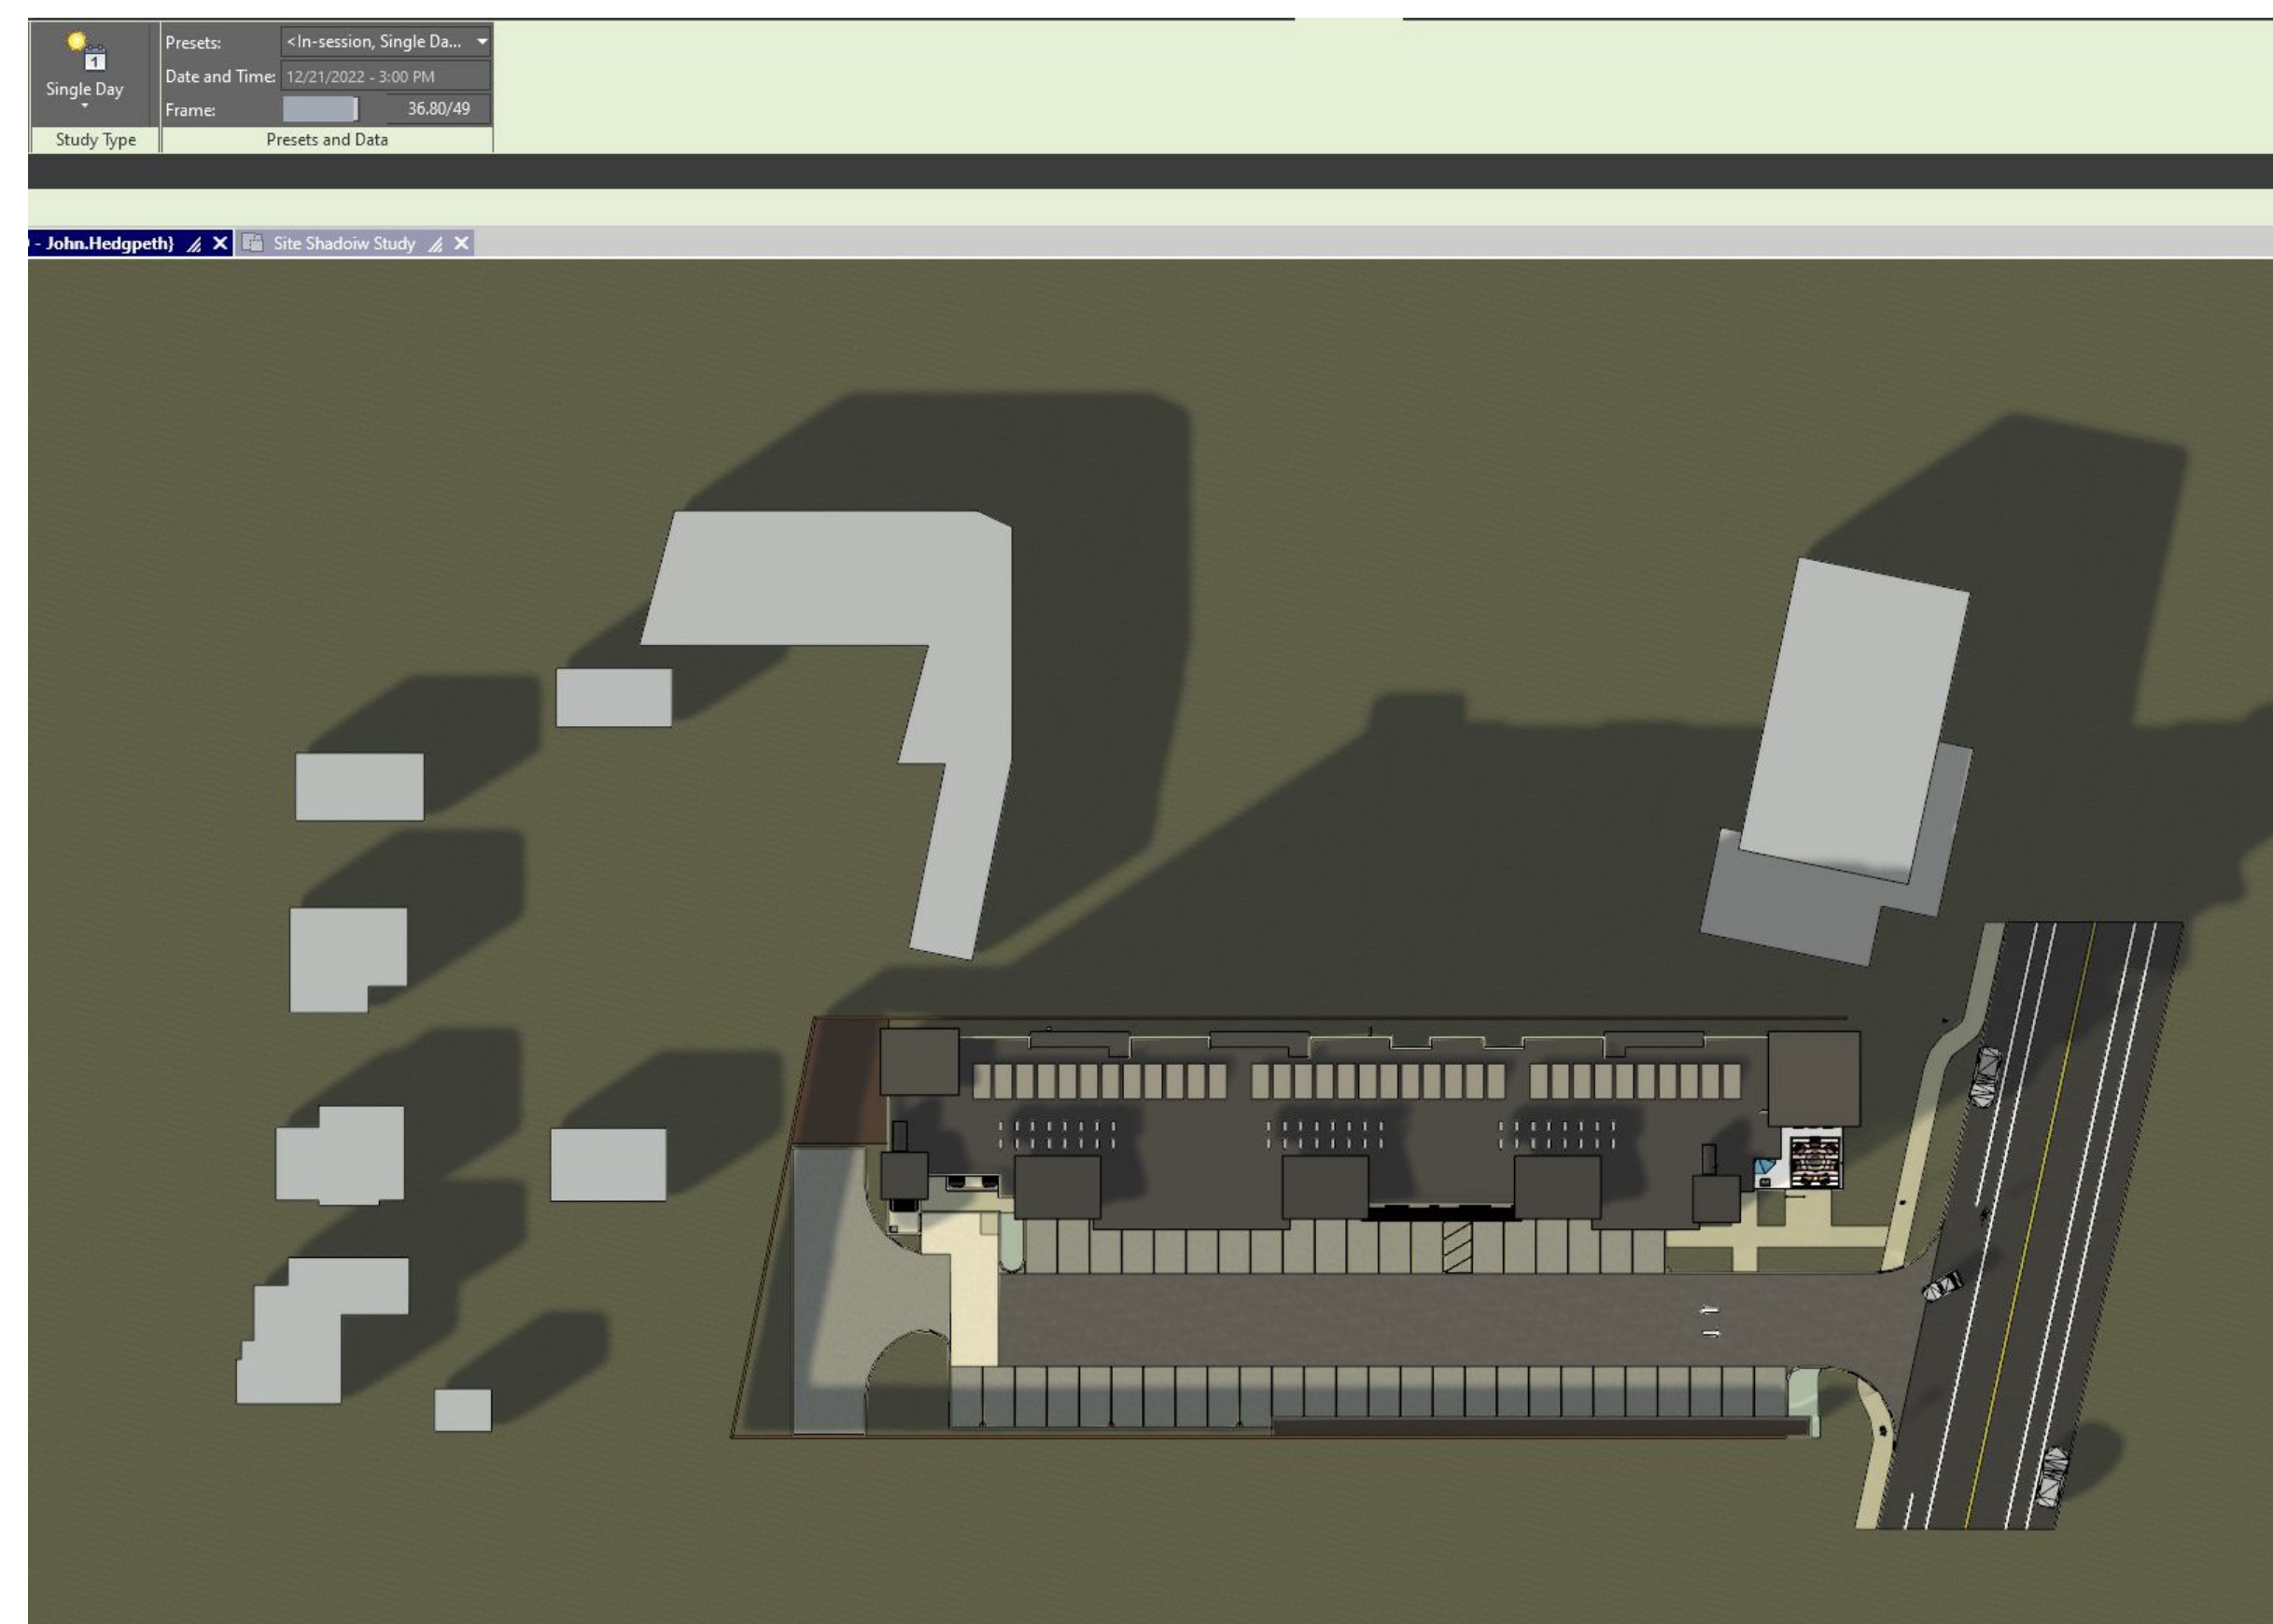 Presets:
<In-session, Single Da...
1
Date and Time:
12/21/2022 - 3:00 PM
Single Day
Frame:
36.80/49
Study Type
Presets and Data
- John.Hedgpeth}
Site Shadoiw Study